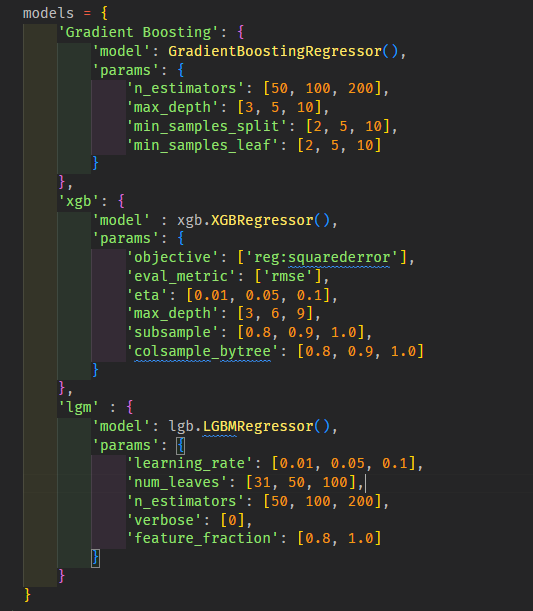 models = {
    'Gradient Boosting': {
        'model': GradientBoostingRegressor(),
        'params': {
            'n_estimators': [50, 100, 200],
            'max_depth': [3, 5, 10],
            'min_samples_split': [2, 5, 10],
            'min_samples_leaf': [2, 5, 10]
        }
    },
    'xgb': {
        'model' : xgb.XGBRegressor(),
        'params': {
            'objective': ['reg:squarederror'],
            'eval_metric': ['rmse'],
            'eta': [0.01, 0.05, 0.1],
            'max_depth': [3, 6, 9],
            'subsample': [0.8, 0.9, 1.0],
            'colsample_bytree': [0.8, 0.9, 1.0]
        }
    },
    'lgm' : {
        'model': lgb.LGBMRegressor(),
        'params': {
            'learning_rate': [0.01, 0.05, 0.1],
            'num_leaves': [31, 50, 100],
            'n_estimators': [50, 100, 200],
            'verbose': [0],
            'feature_fraction': [0.8, 1.0]
        }
    }
}